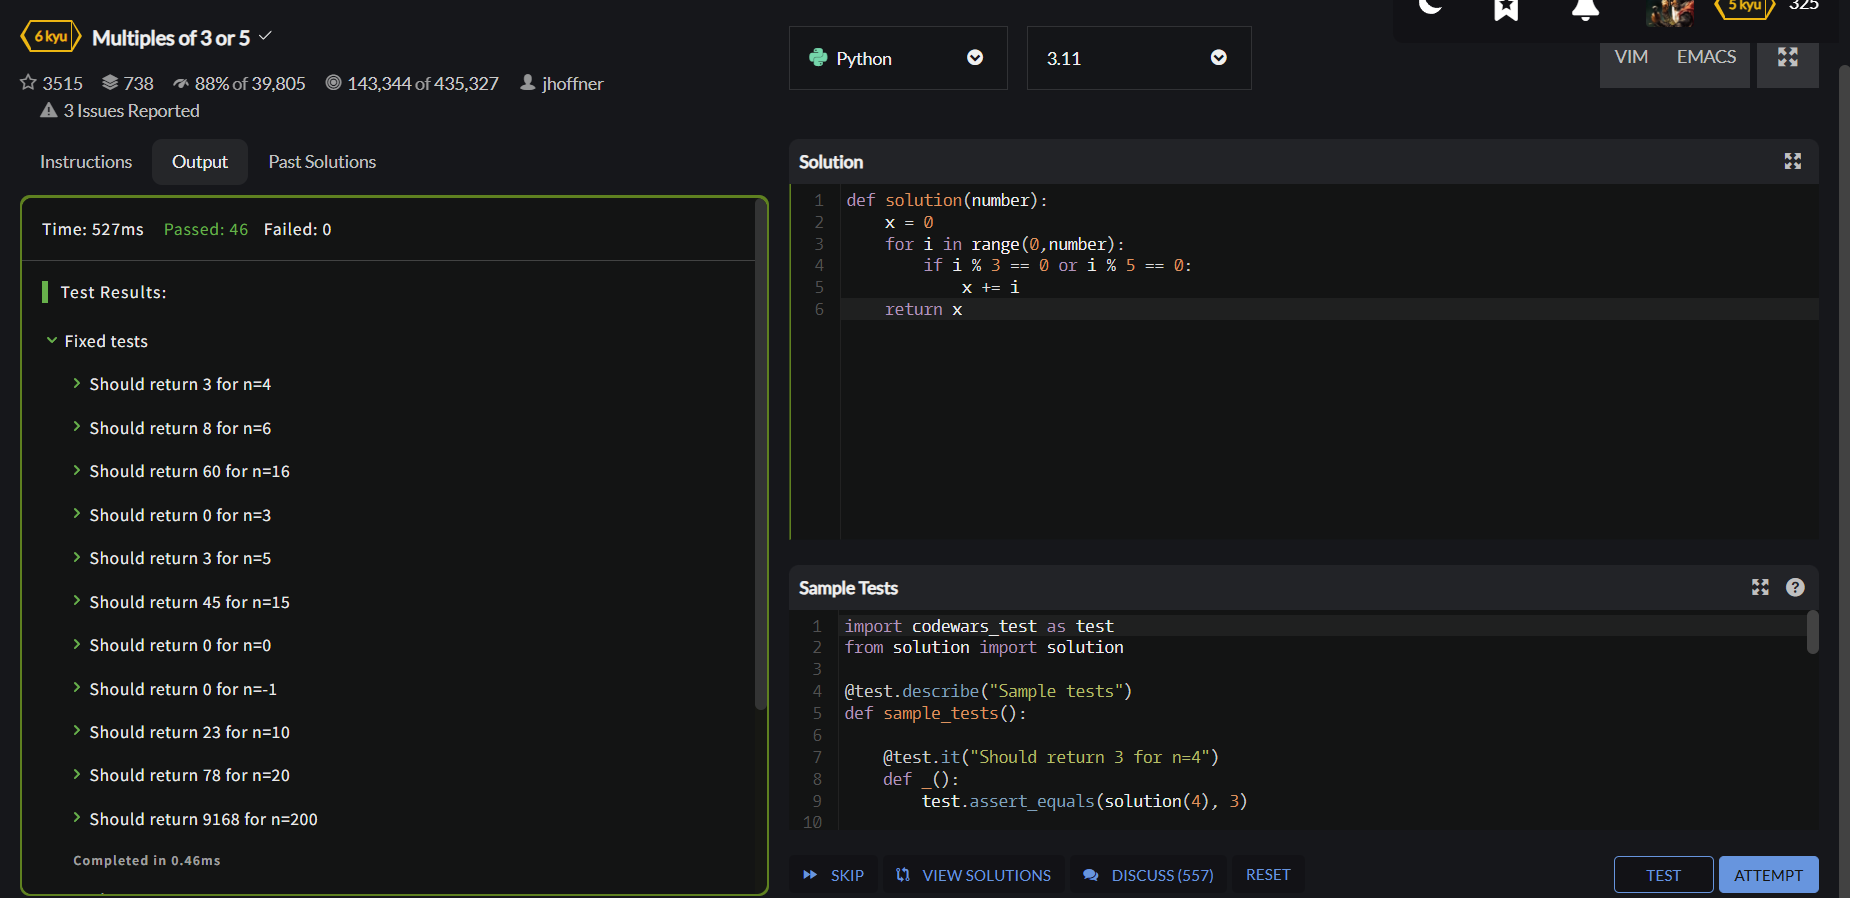 5 kyu 325
6 kyu Multiples of 3 or 5
3515 738 88% of 39,805 143,344 of 435,327 jhoffner
3 Issues Reported
Python 3.11 VIM EMACS
Instructions Output Past Solutions
Time: 527ms Passed: 46 Failed: 0
Test Results:
Fixed tests
Should return 3 for n=4
Should return 8 for n=6
Should return 60 for n=16
Should return 0 for n=3
Should return 3 for n=5
Should return 45 for n=15
Should return 0 for n=0
Should return 0 for n=-1
Should return 23 for n=10
Should return 78 for n=20
Should return 9168 for n=200
Completed in 0.46ms
Solution
1 def solution(number):
2     x = 0
3     for i in range(0,number):
4         if i % 3 == 0 or i % 5 == 0:
5             x += i
6     return x
Sample Tests
1 import codewars_test as test
2 from solution import solution
3
4 @test.describe("Sample tests")
5 def sample_tests():
6
7     @test.it("Should return 3 for n=4")
8     def _():
9         test.assert_equals(solution(4), 3)
10
SKIP VIEW SOLUTIONS DISCUSS (557) RESET TEST ATTEMPT